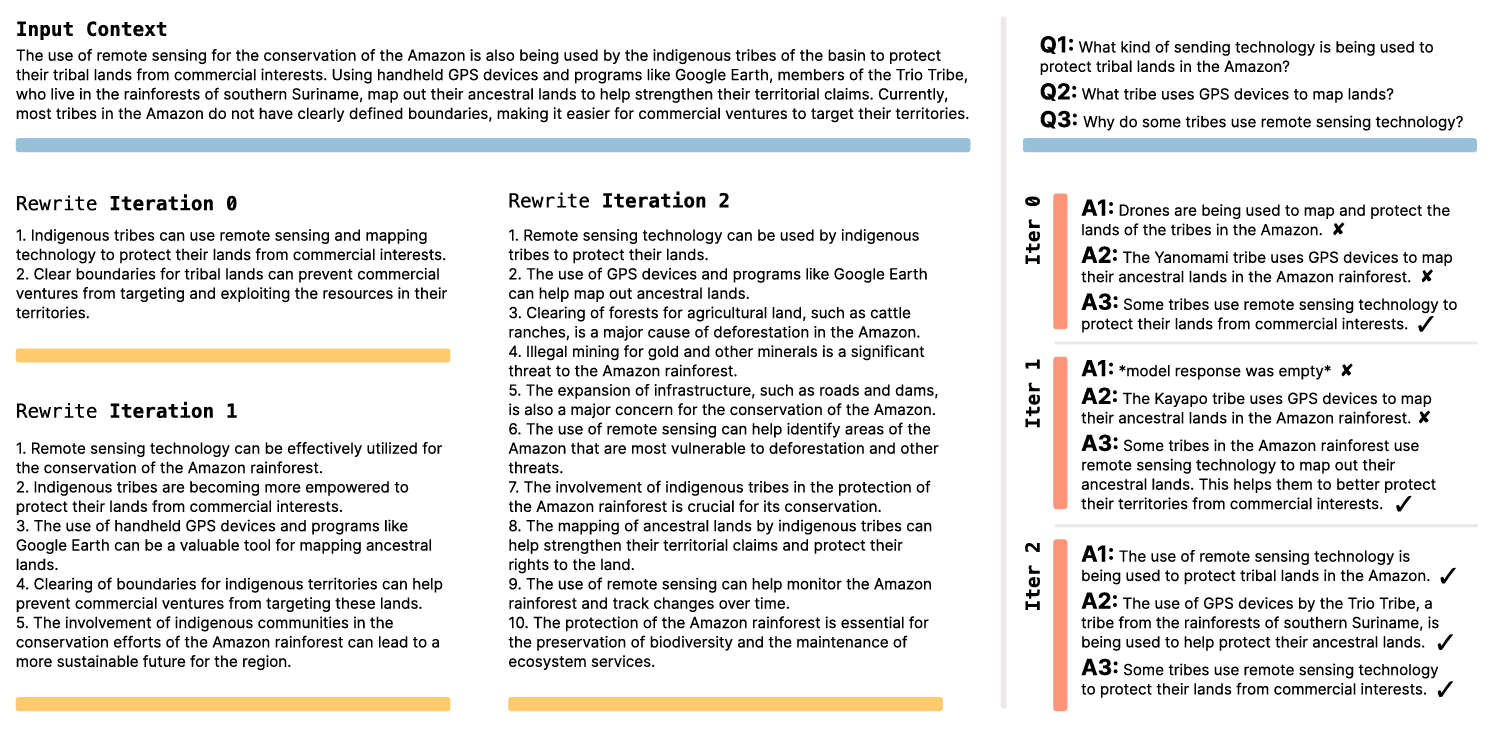 Input Context
The use of remote sensing for the conservation of the Amazon is also being used by the indigenous tribes of the basin to protect
their tribal lands from commercial interests. Using handheld GPS devices and programs like Google Earth, members of the Trio Tribe,
who live in the rainforests of southern Suriname, map out their ancestral lands to help strengthen their territorial claims. Currently,
most tribes in the Amazon do not have clearly defined boundaries, making it easier for commercial ventures to target their territories.
Q1: What kind of sending technology is being used to
protect tribal lands in the Amazon?
Q2: What tribe uses GPS devices to map lands?
Q3: Why do some tribes use remote sensing technology?
Rewrite Iteration 0
1. Indigenous tribes can use remote sensing and mapping
technology to protect their lands from commercial interests.
2. Clear boundaries for tribal lands can prevent commercial
ventures from targeting and exploiting the resources in their
territories.
Rewrite Iteration 1
1. Remote sensing technology can be effectively utilized for
the conservation of the Amazon rainforest.
2. Indigenous tribes are becoming more empowered to
protect their lands from commercial interests.
3. The use of handheld GPS devices and programs like
Google Earth can be a valuable tool for mapping ancestral
lands.
4. Clearing of boundaries for indigenous territories can help
prevent commercial ventures from targeting these lands.
5. The involvement of indigenous communities in the
conservation efforts of the Amazon rainforest can lead to a
more sustainable future for the region.
Rewrite Iteration 2
1. Remote sensing technology can be used by indigenous
tribes to protect their lands.
2. The use of GPS devices and programs like Google Earth
can help map out ancestral lands.
3. Clearing of forests for agricultural land, such as cattle
ranches, is a major cause of deforestation in the Amazon.
4. Illegal mining for gold and other minerals is a significant
threat to the Amazon rainforest.
5. The expansion of infrastructure, such as roads and dams,
is also a major concern for the conservation of the Amazon.
6. The use of remote sensing can help identify areas of the
Amazon that are most vulnerable to deforestation and other
threats.
7. The involvement of indigenous tribes in the protection of
the Amazon rainforest is crucial for its conservation.
8. The mapping of ancestral lands by indigenous tribes can
help strengthen their territorial claims and protect their
rights to the land.
9. The use of remote sensing can help monitor the Amazon
rainforest and track changes over time.
10. The protection of the Amazon rainforest is essential for
the preservation of biodiversity and the maintenance of
ecosystem services.
Iter 0
A1: Drones are being used to map and protect the
lands of the tribes in the Amazon. ✘
A2: The Yanomami tribe uses GPS devices to map
their ancestral lands in the Amazon rainforest. ✘
A3: Some tribes use remote sensing technology to
protect their lands from commercial interests. ✓
Iter 1
A1: *model response was empty* ✘
A2: The Kayapo tribe uses GPS devices to map
their ancestral lands in the Amazon rainforest. ✘
A3: Some tribes in the Amazon rainforest use
remote sensing technology to map out their
ancestral lands. This helps them to better protect
their territories from commercial interests. ✓
Iter 2
A1: The use of remote sensing technology is
being used to protect tribal lands in the Amazon. ✓
A2: The use of GPS devices by the Trio Tribe, a
tribe from the rainforests of southern Suriname, is
being used to help protect their ancestral lands. ✓
A3: Some tribes use remote sensing technology
to protect their lands from commercial interests. ✓